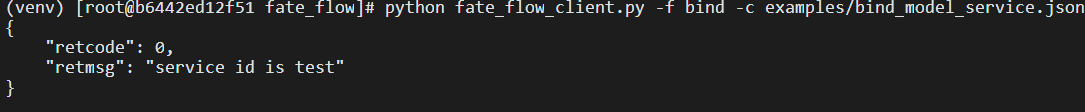 (venv) [root@b6442ed12f51 fate_flow]# python fate_flow_client.py -f bind -c examples/bind_model_service.json
{
    "retcode": 0,
    "retmsg": "service id is test"
}